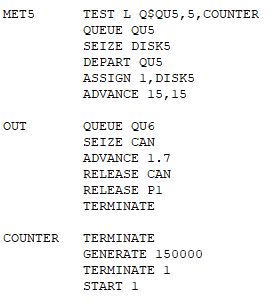 MET5 TEST L Q$QU5,5,COUNTER
QUEUE QU5
SEIZE DISK5
DEPART QU5
ASSIGN 1,DISK5
ADVANCE 15,15
OUT QUEUE QU6
SEIZE CAN
ADVANCE 1.7
RELEASE CAN
RELEASE P1
TERMINATE
COUNTER TERMINATE
GENERATE 150000
TERMINATE 1
START 1